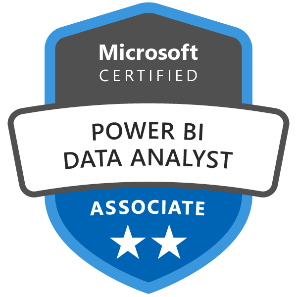 Microsoft
CERTIFIED
POWER BI
DATA ANALYST
ASSOCIATE